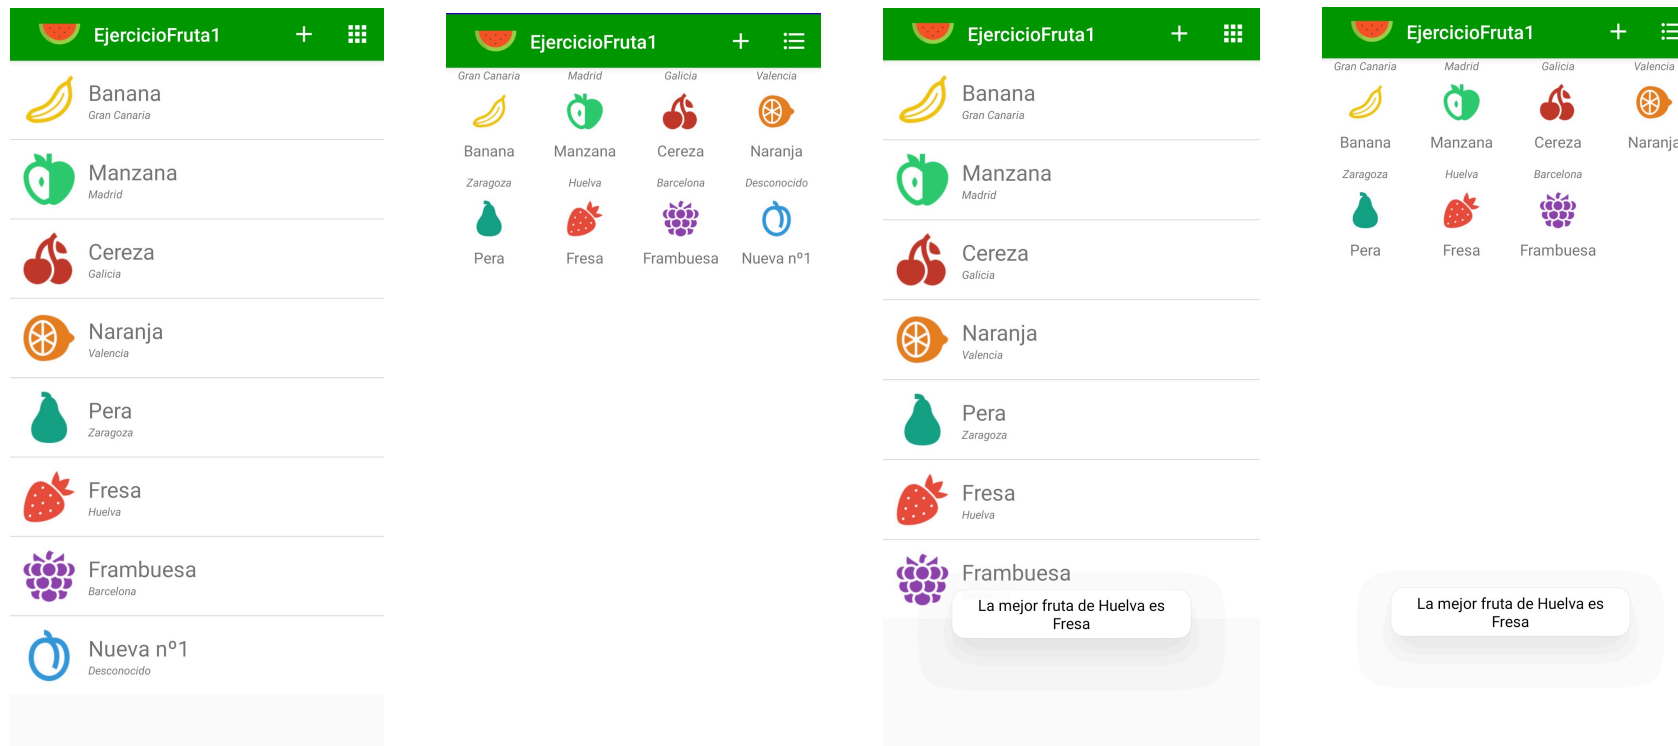 EjercicioFruta1
Banana
Gran Canaria
Manzana
Madrid
Cereza
Galicia
Naranja
Valencia
Pera
Zaragoza
Fresa
Huelva
Frambuesa
Barcelona
Nueva nº1
Desconocido
EjercicioFruta1
Gran Canaria Madrid Galicia Valencia
Banana Manzana Cereza Naranja
Zaragoza Huelva Barcelona Desconocido
Pera Fresa Frambuesa Nueva nº1
EjercicioFruta1
Banana
Gran Canaria
Manzana
Madrid
Cereza
Galicia
Naranja
Valencia
Pera
Zaragoza
Fresa
Huelva
Frambuesa
La mejor fruta de Huelva es
Fresa
EjercicioFruta1
Gran Canaria Madrid Galicia Valencia
Banana Manzana Cereza Naranja
Zaragoza Huelva Barcelona
Pera Fresa Frambuesa
La mejor fruta de Huelva es
Fresa